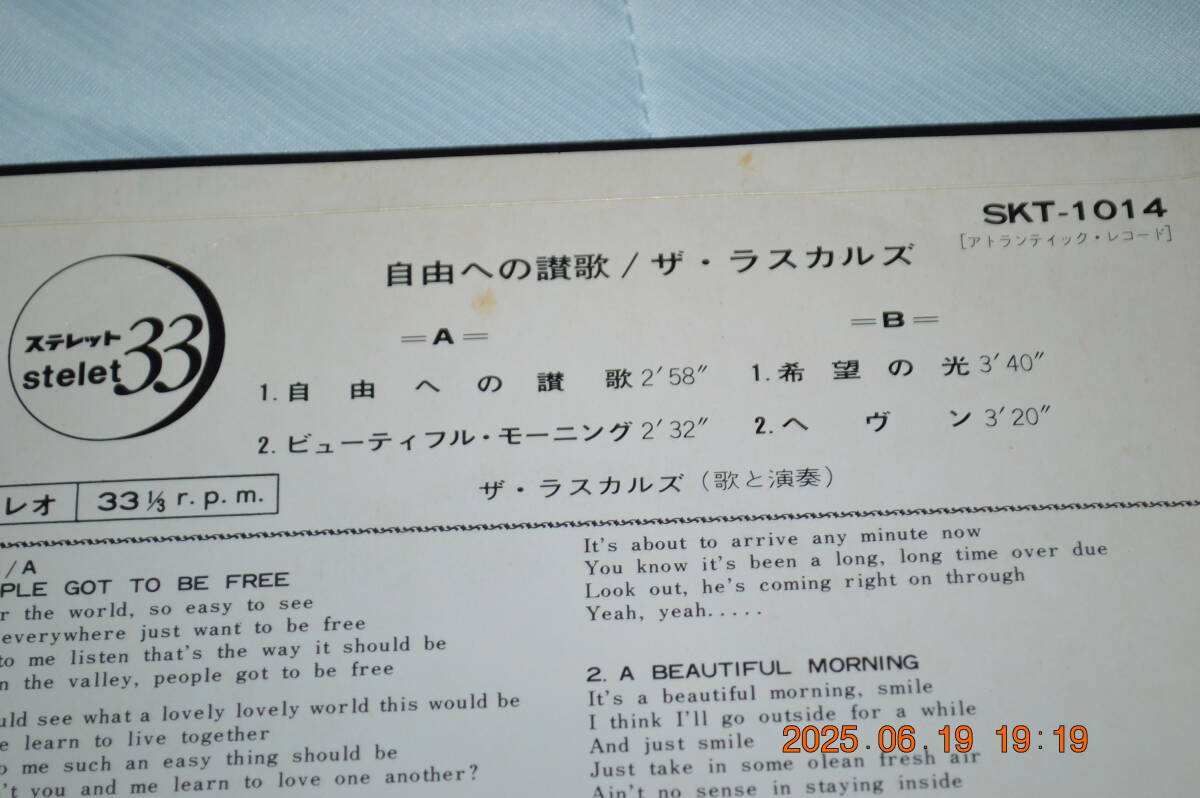 SKT-1014
[アトランティック・レコード]
自由への讃歌/ザ・ラスカルズ
ステレット
stelet 33
=A=
1.自由への讃歌 2′58″
2.ビューティフル・モーニング 2′32″
=B=
1.希望の光 3′40″
2.ヘヴン 3′20″
ザ・ラスカルズ(歌と演奏)
レオ 33⅓ r.p.m.
/A
PLE GOT TO BE FREE
r the world, so easy to see
everywhere just want to be free
to me listen that's the way it should be
n the valley, people got to be free
uld see what a lovely lovely world this would be
e learn to live together
o me such an easy thing should be
't you and me learn to love one another?
It's about to arrive any minute now
You know it's been a long, long time over due
Look out, he's coming right on through
Yeah, yeah.....
2. A BEAUTIFUL MORNING
It's a beautiful morning, smile
I think I'll go outside for a while
And just smile
Just take in some olean fresh air
Ain't no sense in staying inside
2025.06.19 19:19